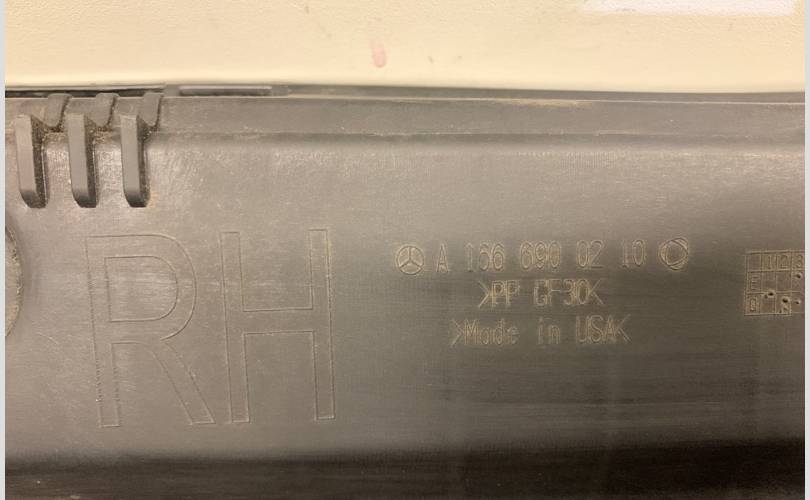 RH
A 166 690 02 10
>PP GF30<
>Made in USA<